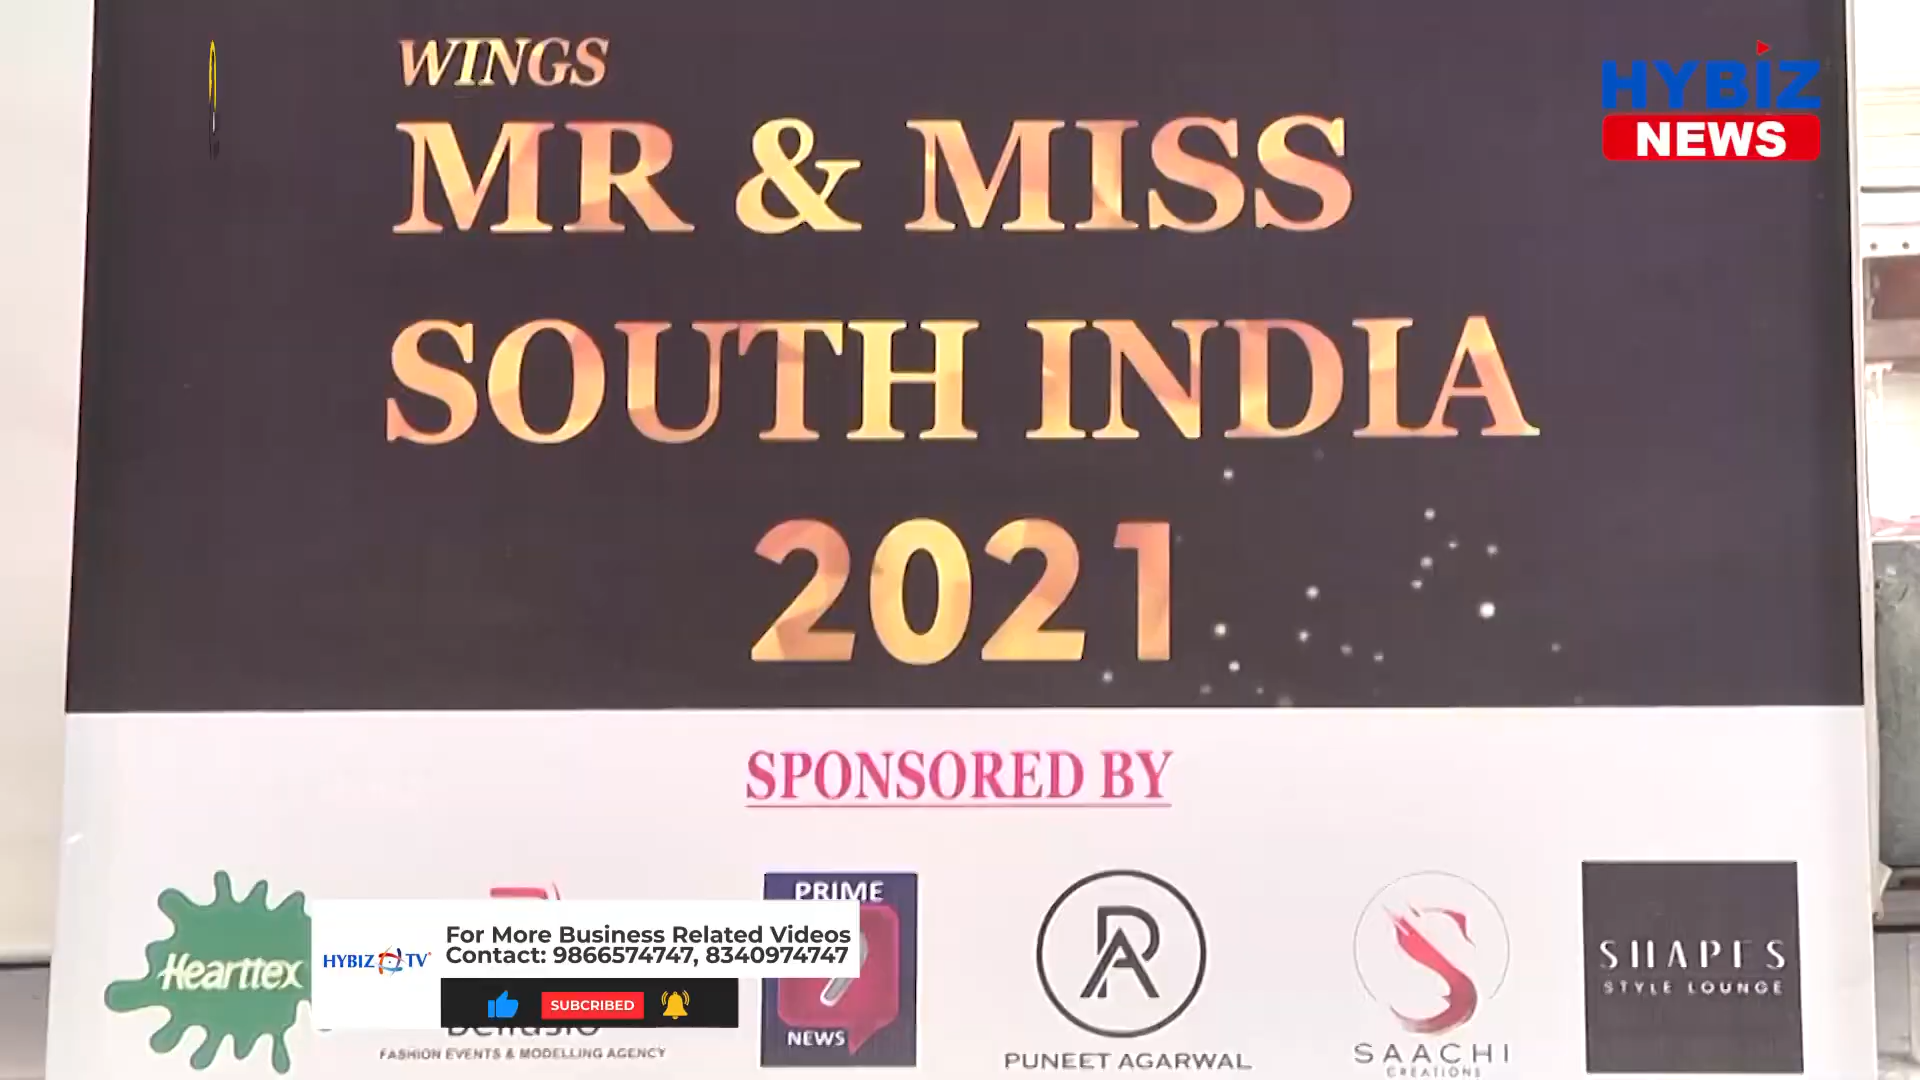 WINGS
MR & MISS
SOUTH INDIA
2021
HYBIZ
NEWS
SPONSORED BY
Hearttex
HYBIZ TV
For More Business Related Videos
Contact: 9866574747, 8340974747
SUBCRIBED
FASHION EVENTS & MODELLING AGENCY
PRIME
9
NEWS
PUNEET AGARWAL
SAACHI
CREATIONS
SHAPES
STYLE LOUNGE